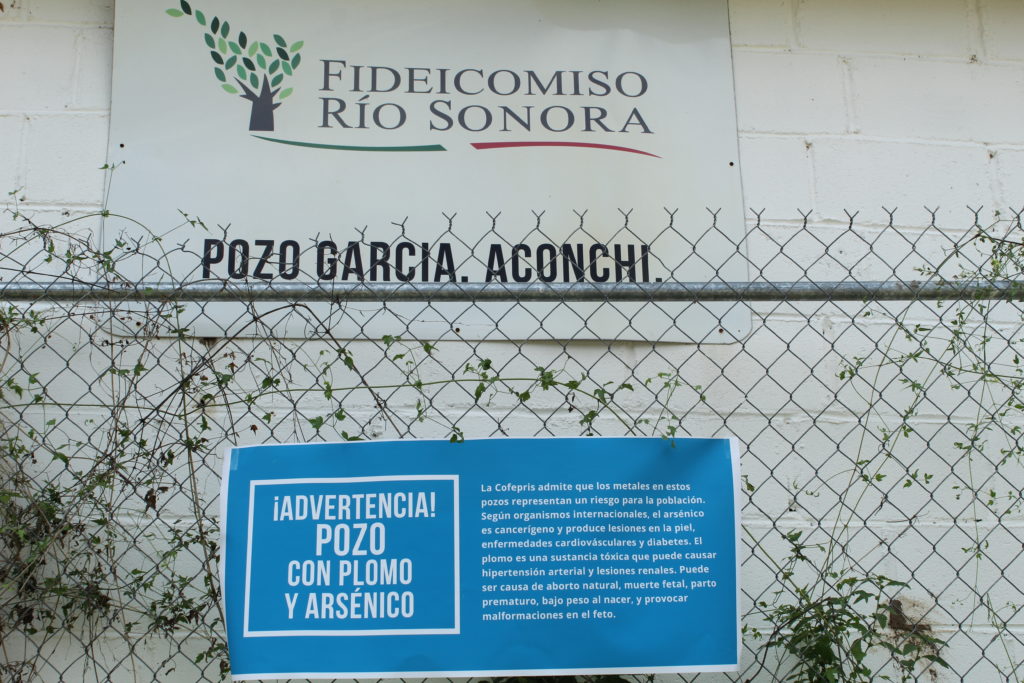 FIDEICOMISO
RÍO SONORA
POZO GARCIA. ACONCHI.
¡ADVERTENCIA!
POZO
CON PLOMO
Y ARSÉNICO
La Cofepris admite que los metales en estos
pozos representan un riesgo para la población.
Según organismos internacionales, el arsénico
es cancerígeno y produce lesiones en la piel,
enfermedades cardiovásculares y diabetes. El
plomo es una sustancia tóxica que puede causar
hipertensión arterial y lesiones renales. Puede
ser causa de aborto natural, muerte fetal, parto
prematuro, bajo peso al nacer, y provocar
malformaciones en el feto.